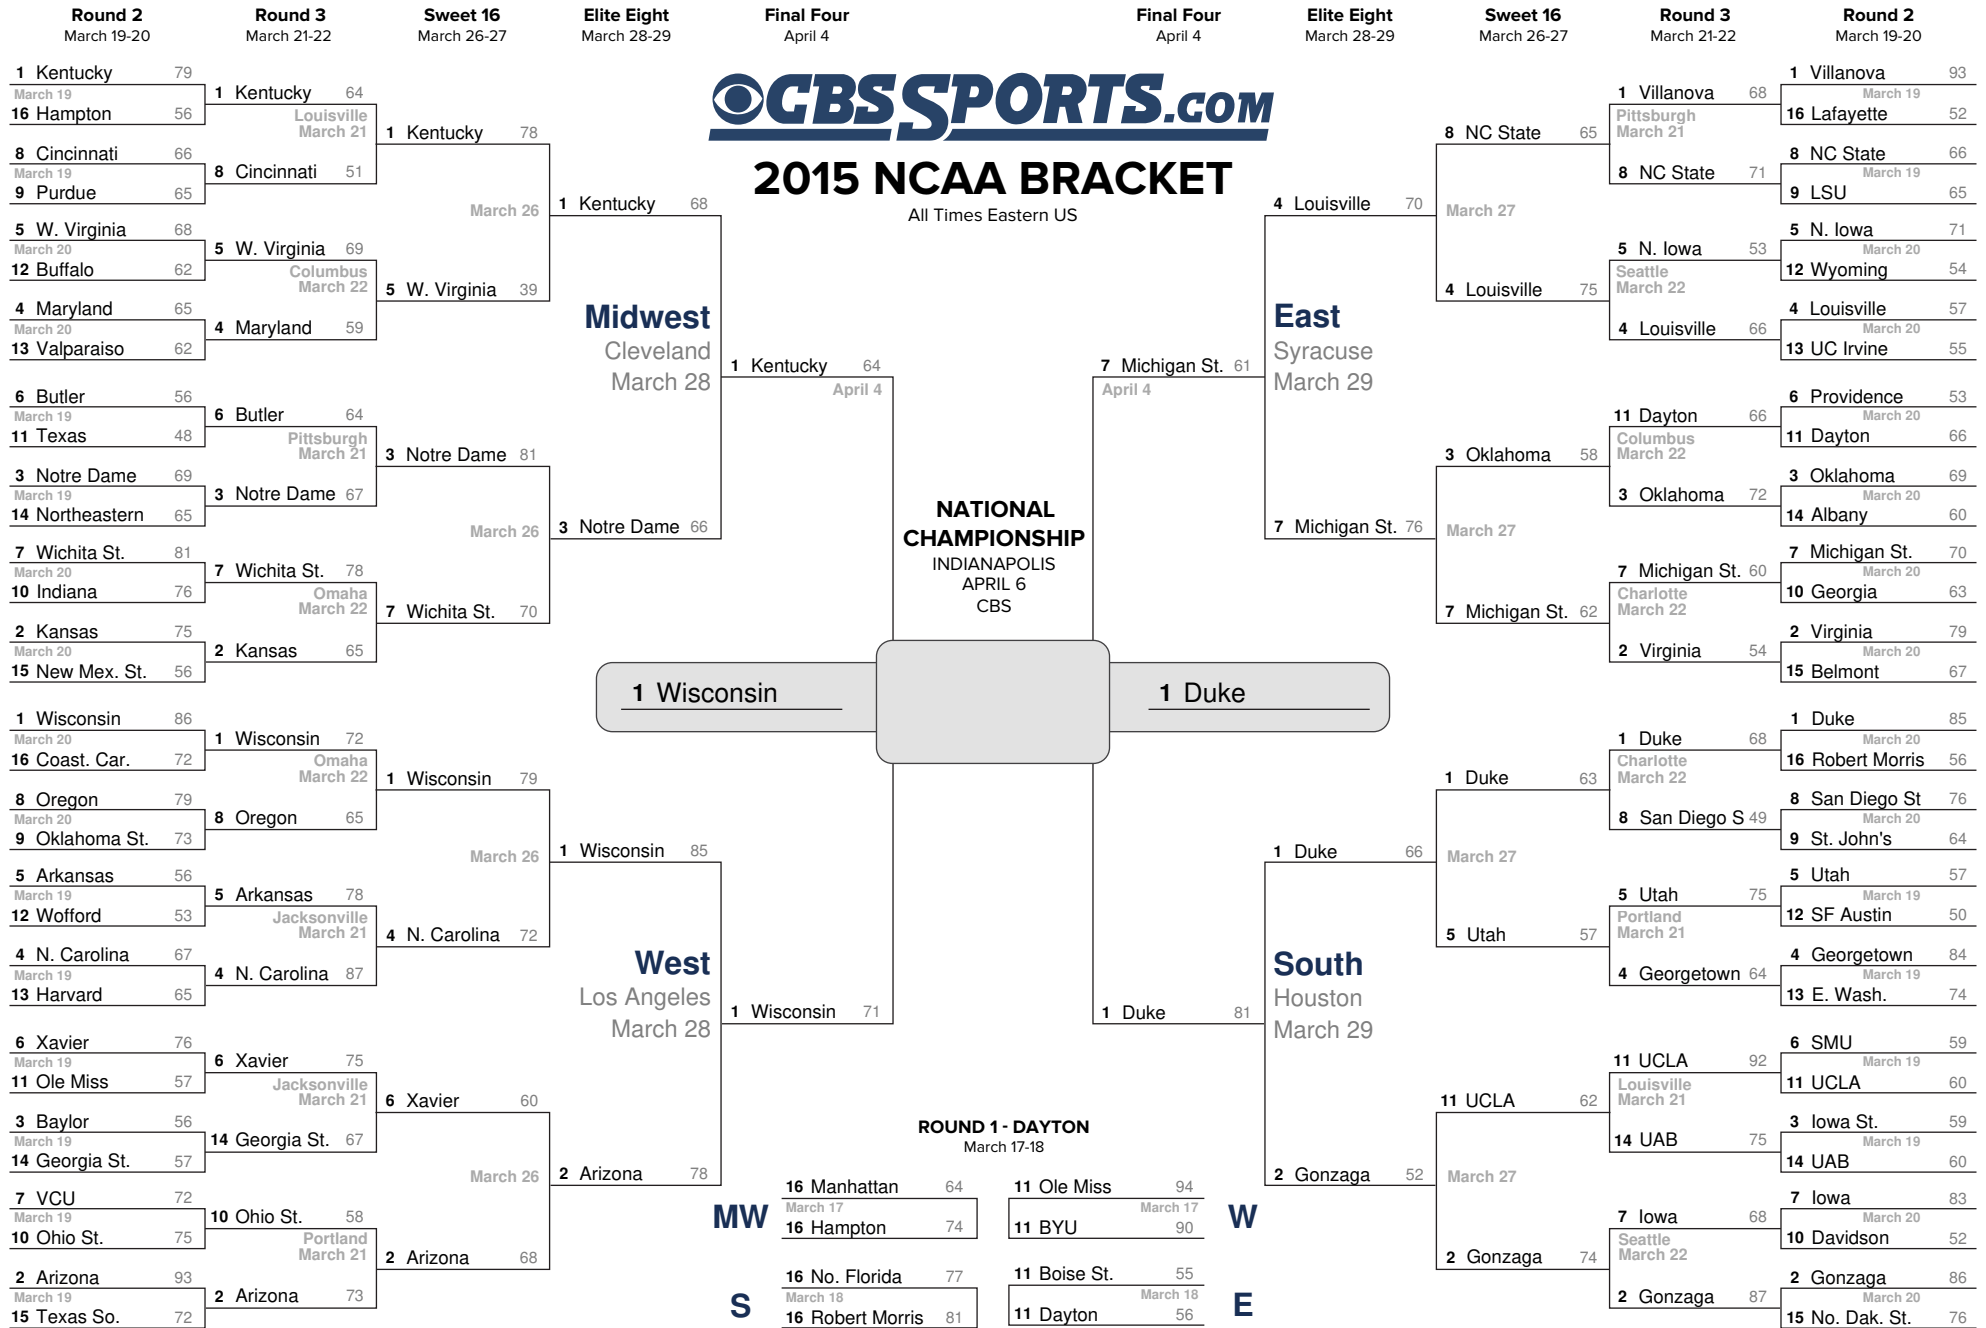 Round 2 Round 3 Sweet 16 Elite Eight Final Four Final Four Elite Eight Sweet 16 Round 3 Round 2
March 19-20 March 21-22 March 26-27 March 28-29 April 4 April 4 March 28-29 March 26-27 March 21-22 March 19-20
CBSSPORTS.COM
2015 NCAA BRACKET
All Times Eastern US
1 Kentucky 79
March 19
16 Hampton 56
8 Cincinnati 66
March 19
9 Purdue 65
5 W. Virginia 68
March 20
12 Buffalo 62
4 Maryland 65
March 20
13 Valparaiso 62
6 Butler 56
March 19
11 Texas 48
3 Notre Dame 69
March 19
14 Northeastern 65
7 Wichita St. 81
March 20
10 Indiana 76
2 Kansas 75
March 20
15 New Mex. St. 56
1 Kentucky 64
Louisville
March 21
8 Cincinnati 51
5 W. Virginia 69
Columbus
March 22
4 Maryland 59
6 Butler 64
Pittsburgh
March 21
3 Notre Dame 67
7 Wichita St. 78
Omaha
March 22
2 Kansas 65
1 Kentucky 78
March 26
5 W. Virginia 39
3 Notre Dame 81
March 26
7 Wichita St. 70
1 Kentucky 68
Midwest
Cleveland
March 28
3 Notre Dame 66
1 Kentucky 64
April 4
1 Wisconsin 86
March 20
16 Coast. Car. 72
8 Oregon 79
March 20
9 Oklahoma St. 73
5 Arkansas 56
March 19
12 Wofford 53
4 N. Carolina 67
March 19
13 Harvard 65
6 Xavier 76
March 19
11 Ole Miss 57
3 Baylor 56
March 19
14 Georgia St. 57
7 VCU 72
March 19
10 Ohio St. 75
2 Arizona 93
March 19
15 Texas So. 72
1 Wisconsin 72
Omaha
March 22
8 Oregon 65
5 Arkansas 78
Jacksonville
March 21
4 N. Carolina 87
6 Xavier 75
Jacksonville
March 21
14 Georgia St. 67
10 Ohio St. 58
Portland
March 21
2 Arizona 73
1 Wisconsin 79
March 26
4 N. Carolina 72
6 Xavier 60
March 26
2 Arizona 68
1 Wisconsin 85
West
Los Angeles
March 28
2 Arizona 78
1 Wisconsin 71
NATIONAL
CHAMPIONSHIP
INDIANAPOLIS
APRIL 6
CBS
1 Wisconsin
1 Duke
7 Michigan St. 61
April 4
4 Louisville 70
East
Syracuse
March 29
7 Michigan St. 76
8 NC State 65
March 27
4 Louisville 75
3 Oklahoma 58
March 27
7 Michigan St. 62
1 Villanova 68
Pittsburgh
March 21
8 NC State 71
5 N. Iowa 53
Seattle
March 22
4 Louisville 66
11 Dayton 66
Columbus
March 22
3 Oklahoma 72
7 Michigan St. 60
Charlotte
March 22
2 Virginia 54
1 Villanova 93
March 19
16 Lafayette 52
8 NC State 66
March 19
9 LSU 65
5 N. Iowa 71
March 20
12 Wyoming 54
4 Louisville 57
March 20
13 UC Irvine 55
6 Providence 53
March 20
11 Dayton 66
3 Oklahoma 69
March 20
14 Albany 60
7 Michigan St. 70
March 20
10 Georgia 63
2 Virginia 79
March 20
15 Belmont 67
1 Duke 81
1 Duke 66
South
Houston
March 29
2 Gonzaga 52
1 Duke 63
March 27
5 Utah 57
11 UCLA 62
March 27
2 Gonzaga 74
1 Duke 68
Charlotte
March 22
8 San Diego S 49
5 Utah 75
Portland
March 21
4 Georgetown 64
11 UCLA 92
Louisville
March 21
14 UAB 75
7 Iowa 68
Seattle
March 22
2 Gonzaga 87
1 Duke 85
March 20
16 Robert Morris 56
8 San Diego St 76
March 20
9 St. John's 64
5 Utah 57
March 19
12 SF Austin 50
4 Georgetown 84
March 19
13 E. Wash. 74
6 SMU 59
March 19
11 UCLA 60
3 Iowa St. 59
March 19
14 UAB 60
7 Iowa 83
March 20
10 Davidson 52
2 Gonzaga 86
March 20
15 No. Dak. St. 76
ROUND 1 - DAYTON
March 17-18
MW
16 Manhattan 64
March 17
16 Hampton 74
11 Ole Miss 94
March 17
11 BYU 90
W
S
16 No. Florida 77
March 18
16 Robert Morris 81
11 Boise St. 55
March 18
11 Dayton 56
E